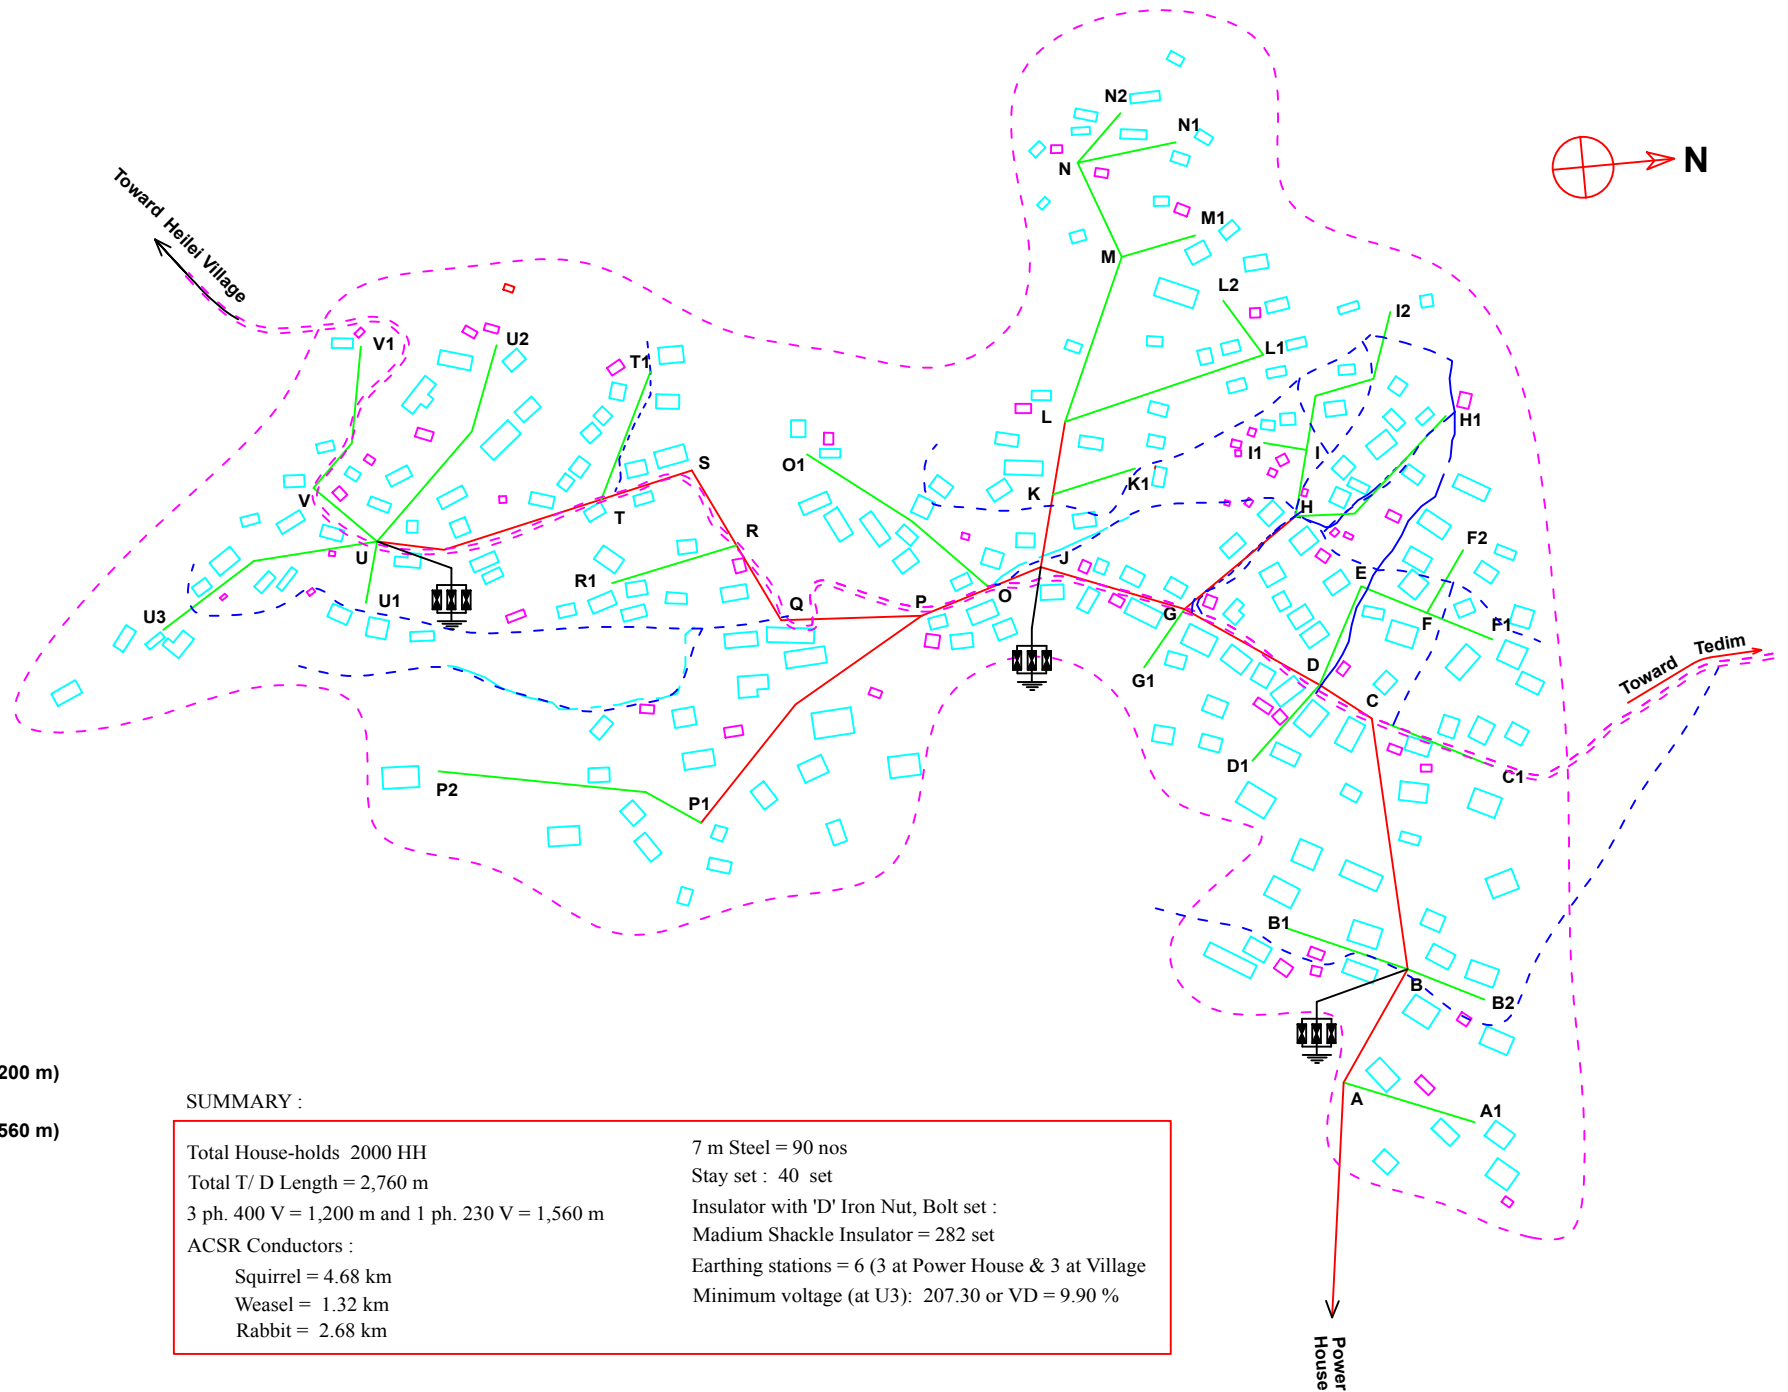 N2
N1
N
N
Toward Heilei Village
M1
M
L2
I2
V1
U2
T1
L1
H1
L
S
O1
I1
I
K
K1
V
T
H
R
F2
U
J
E
R1
U1
Q
P
O
G
F
F1
U3
G1
D
Toward Tedim
C
D1
C1
P2
P1
B1
B
B2
200 m)
A
A1
560 m)
SUMMARY :
Total House-holds 2000 HH
Total T/ D Length = 2,760 m
3 ph. 400 V = 1,200 m and 1 ph. 230 V = 1,560 m
ACSR Conductors :
Squirrel = 4.68 km
Weasel = 1.32 km
Rabbit = 2.68 km
7 m Steel = 90 nos
Stay set : 40 set
Insulator with 'D' Iron Nut, Bolt set :
Madium Shackle Insulator = 282 set
Earthing stations = 6 (3 at Power House & 3 at Village
Minimum voltage (at U3): 207.30 or VD = 9.90 %
Power
House